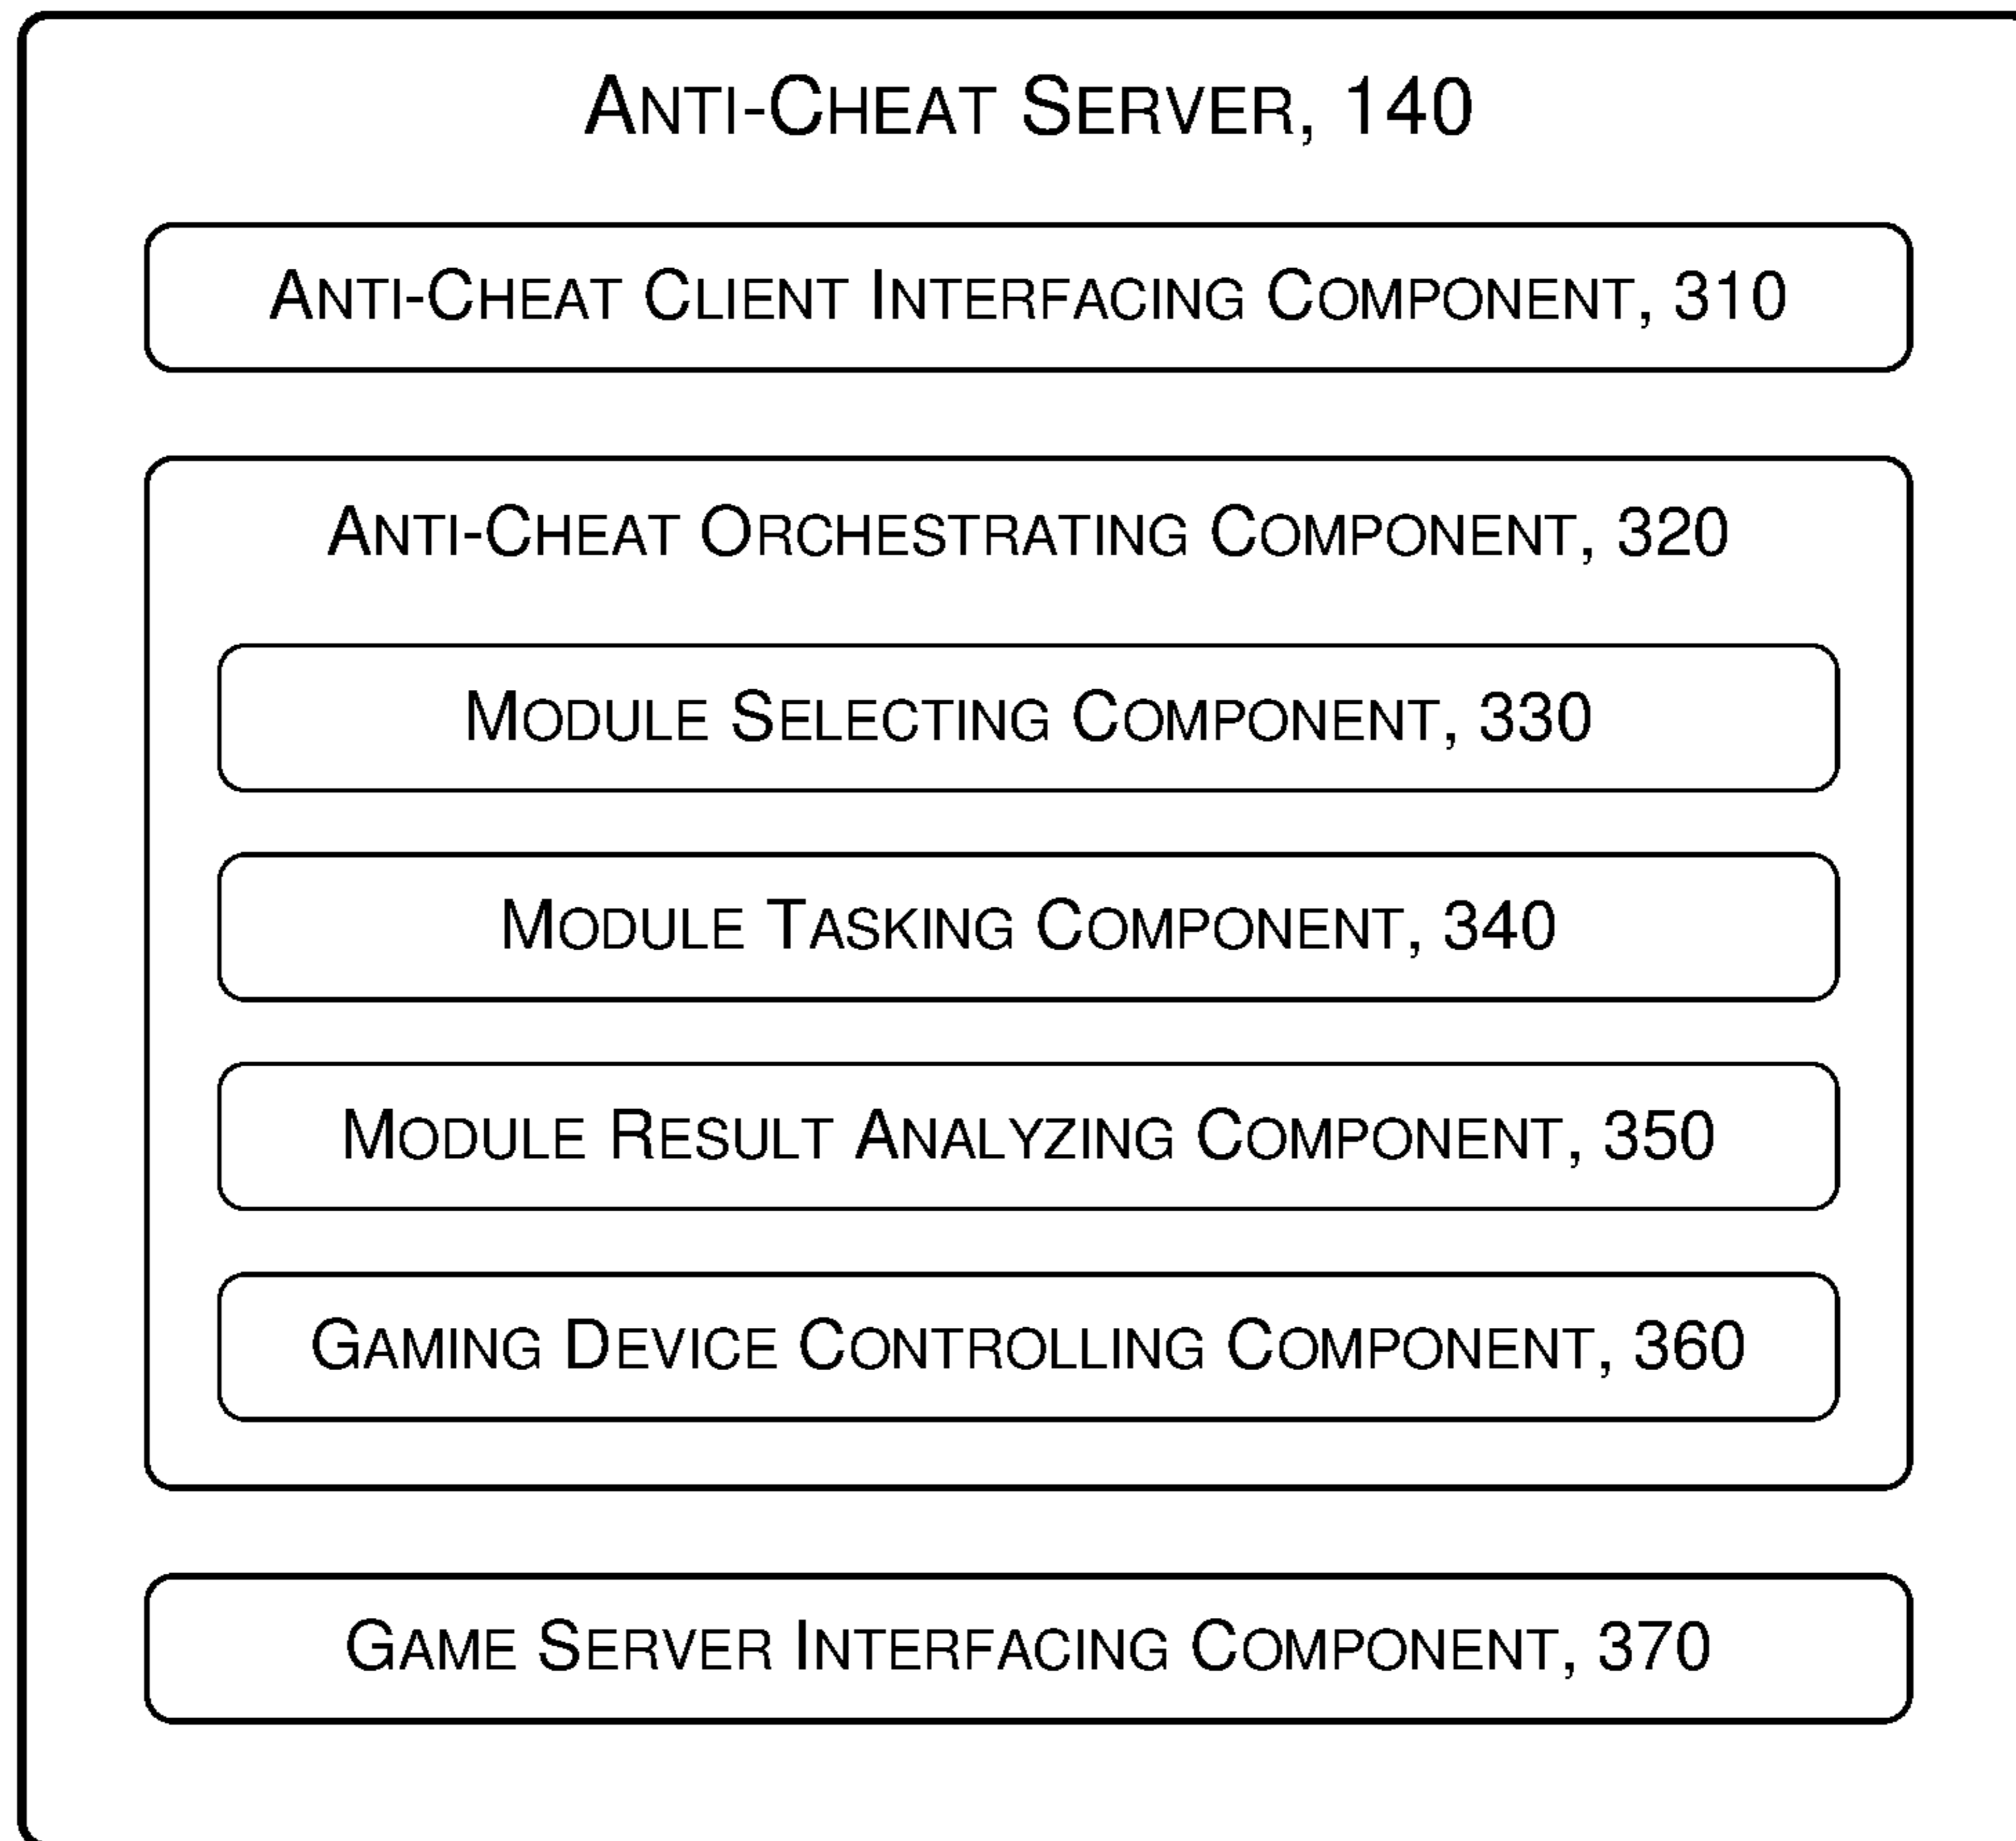 ANTI-CHEAT SERVER, 140
ANTI-CHEAT CLIENT INTERFACING COMPONENT, 310
ANTI-CHEAT ORCHESTRATING COMPONENT, 320
MODULE SELECTING COMPONENT, 330
MODULE TASKING COMPONENT, 340
MODULE RESULT ANALYZING COMPONENT, 350
GAMING DEVICE CONTROLLING COMPONENT, 360
GAME SERVER INTERFACING COMPONENT, 370